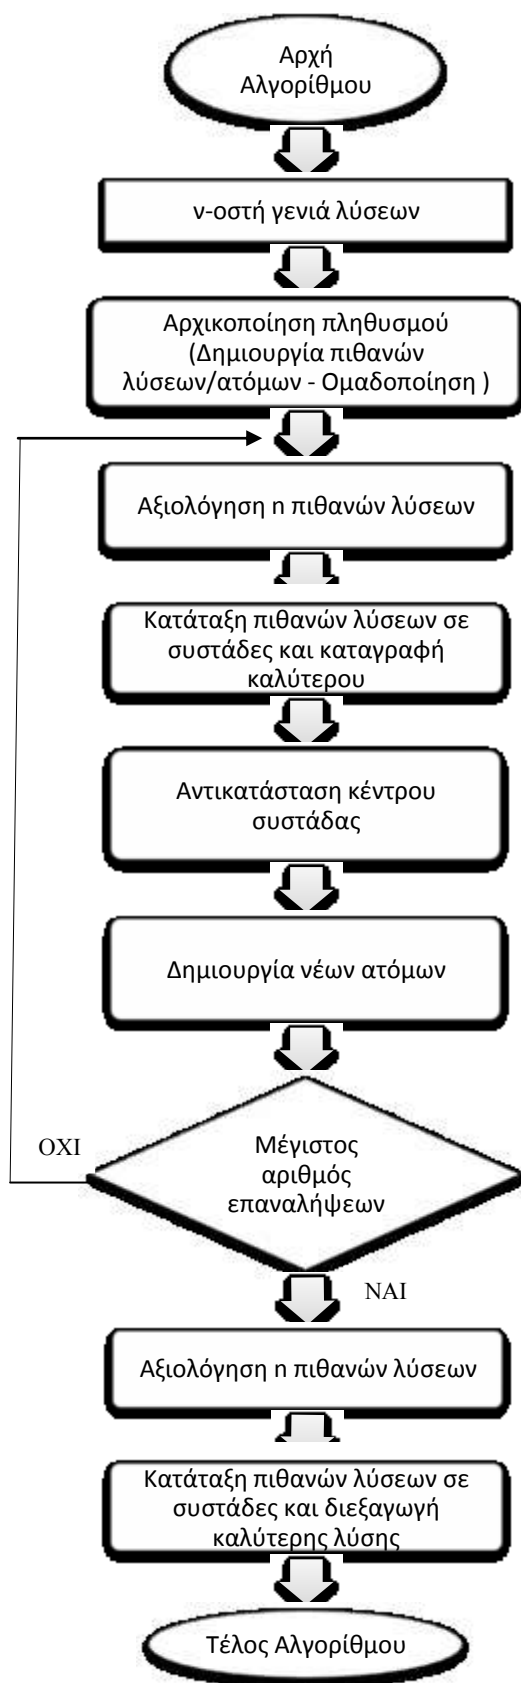 Αρχή
Αλγορίθμου
ν-οστή γενιά λύσεων
Αρχικοποίηση πληθυσμού
(Δημιουργία πιθανών
λύσεων/ατόμων - Ομαδοποίηση )
Αξιολόγηση n πιθανών λύσεων
Κατάταξη πιθανών λύσεων σε
συστάδες και καταγραφή
καλύτερου
Αντικατάσταση κέντρου
συστάδας
Δημιουργία νέων ατόμων
ΟΧΙ
Μέγιστος
αριθμός
επαναλήψεων
ΝΑΙ
Αξιολόγηση n πιθανών λύσεων
Κατάταξη πιθανών λύσεων σε
συστάδες και διεξαγωγή
καλύτερης λύσης
Τέλος Αλγορίθμου